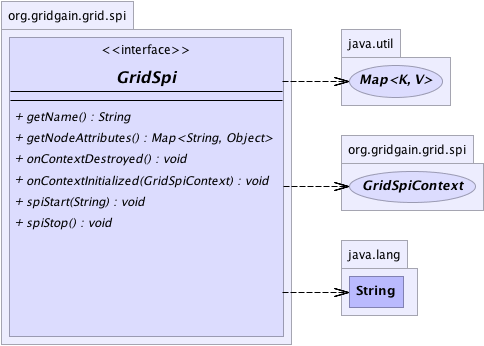 org.gridgain.grid.spi
<<interface>>
GridSpi
+ getName() : String
+ getNodeAttributes() : Map<String, Object>
+ onContextDestroyed() : void
+ onContextInitialized(GridSpiContext) : void
+ spiStart(String) : void
+ spiStop() : void
java.util
Map<K, V>
org.gridgain.grid.spi
GridSpiContext
java.lang
String